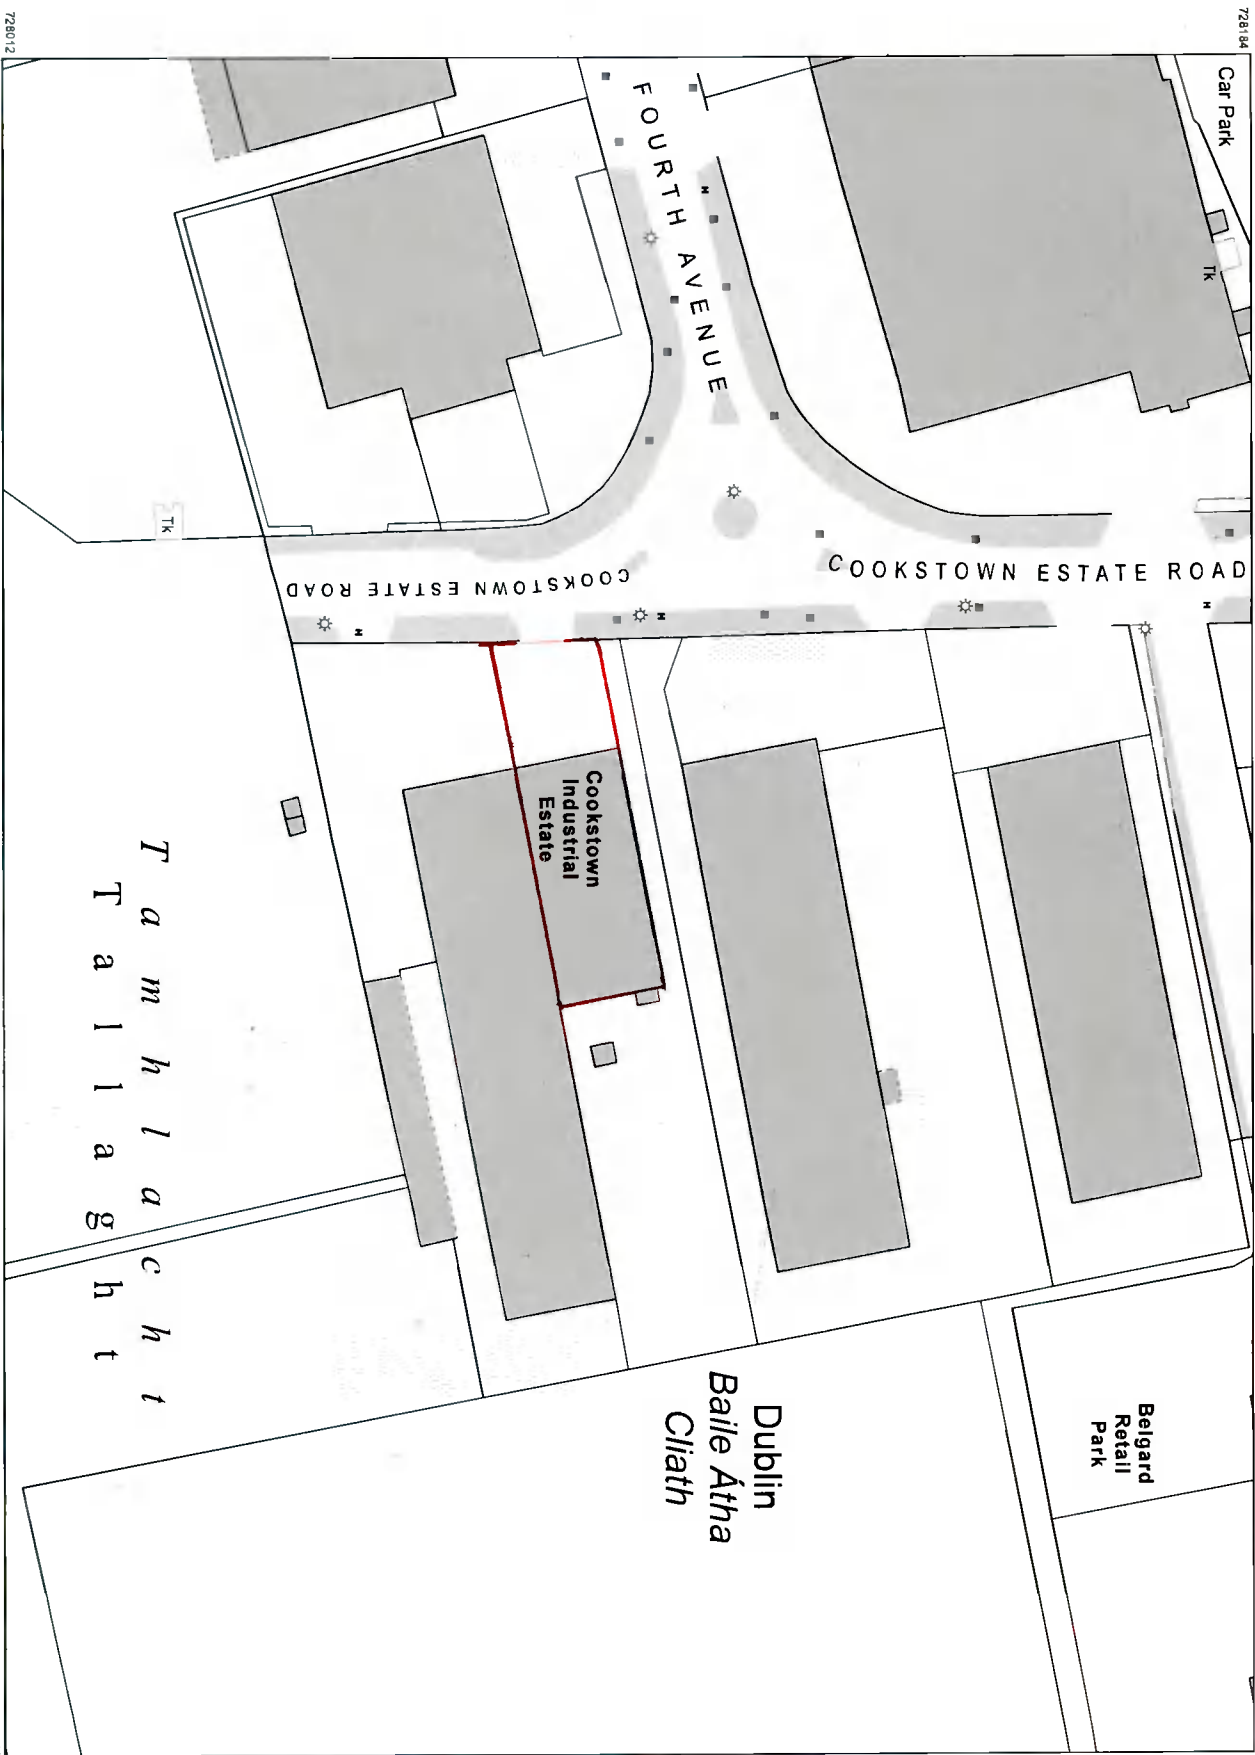 728012
728184
Car Park
Tk
FOURTH AVENUE
COOKSTOWN ESTATE ROAD
COOKSTOWN ESTATE ROAD
H
H
H
H
Tk
Cookstown
Industrial
Estate
Belgard
Retail
Park
Dublin
Baile Átha
Cliath
Tamhlacht
Tallaght